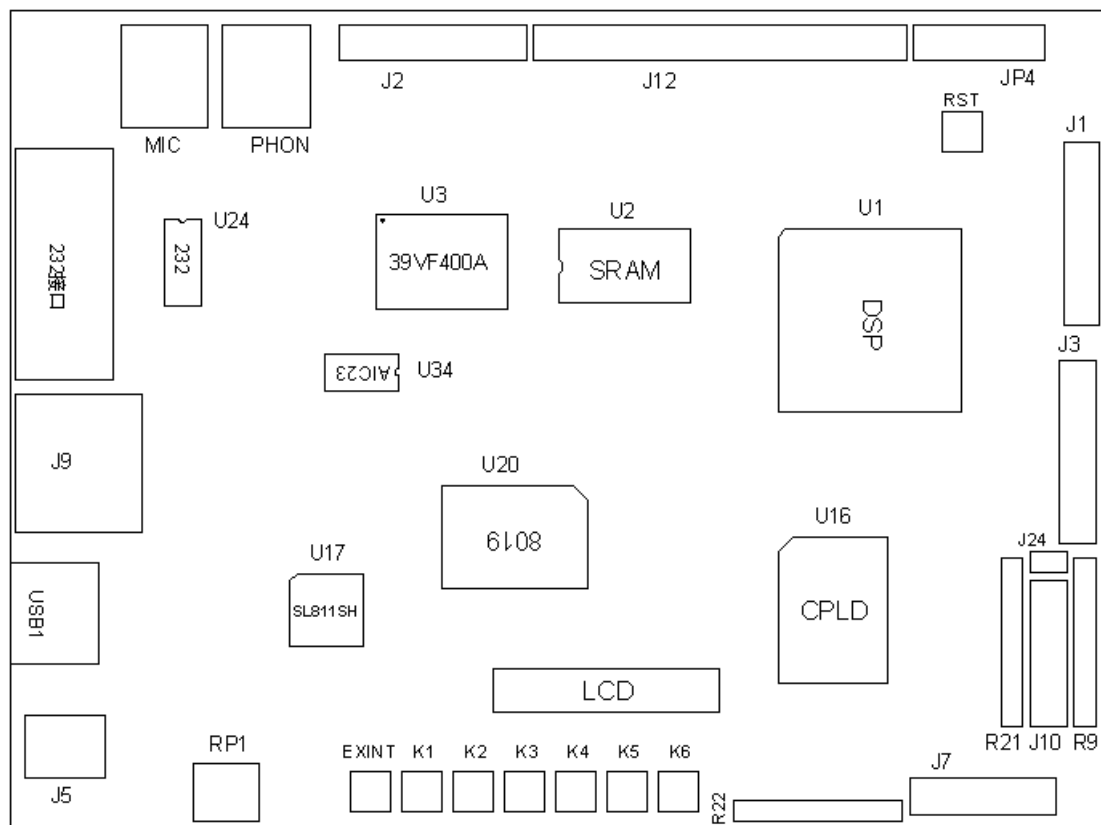 J2
J12
JP4
RST
J1
MIC
PHON
U24
U3
U2
U1
232接口
232
39VF400A
SRAM
DSP
J3
AIC23
U34
J9
U20
U16
8019
J24
U17
USB1
SL811SH
CPLD
LCD
RP1
EXINT
K1
K2
K3
K4
K5
K6
R21
J10
R9
J7
J5
R22